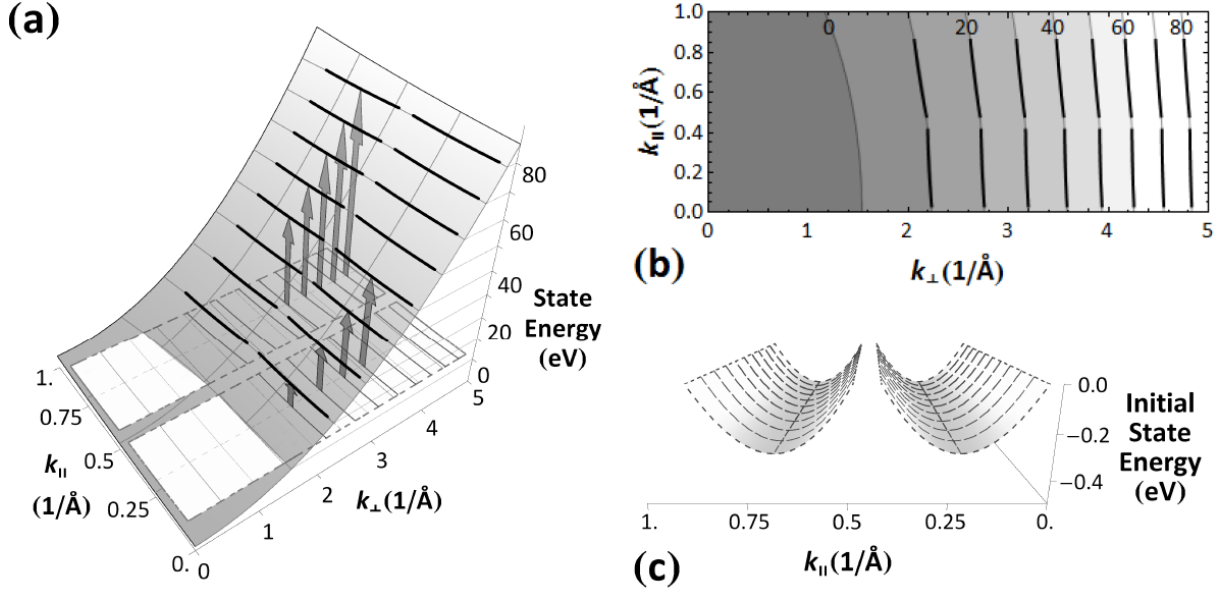 (a)
80
60
40
20
0
State
Energy
(eV)
1.
0.75
0.5
0.25
0.
k||
(1/Å)
0
1
2
3
4
5
k⊥(1/Å)
1.0
0.8
0.6
0.4
0.2
0.0
k||(1/Å)
0 20 40 60 80
0 1 2 3 4 5
k⊥(1/Å)
(b)
0.0
−0.2
−0.4
Initial
State
Energy
(eV)
1. 0.75 0.5 0.25 0.
k||(1/Å)
(c)